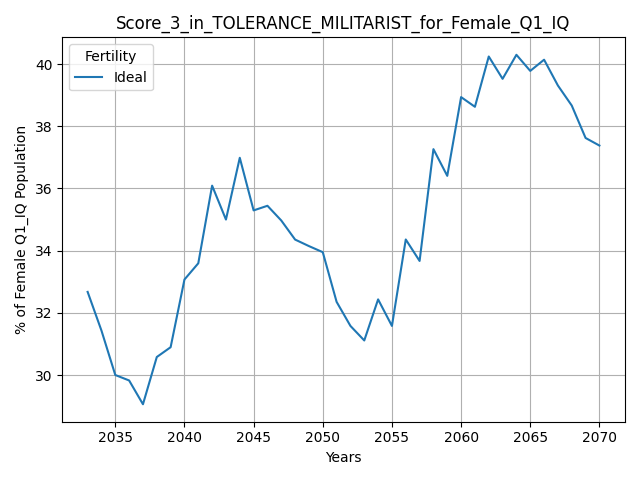 Score_3_in_TOLERANCE_MILITARIST_for_Female_Q1_IQ
Fertility
Ideal
% of Female Q1_IQ Population
40
38
36
34
32
30
2035 2040 2045 2050 2055 2060 2065 2070
Years